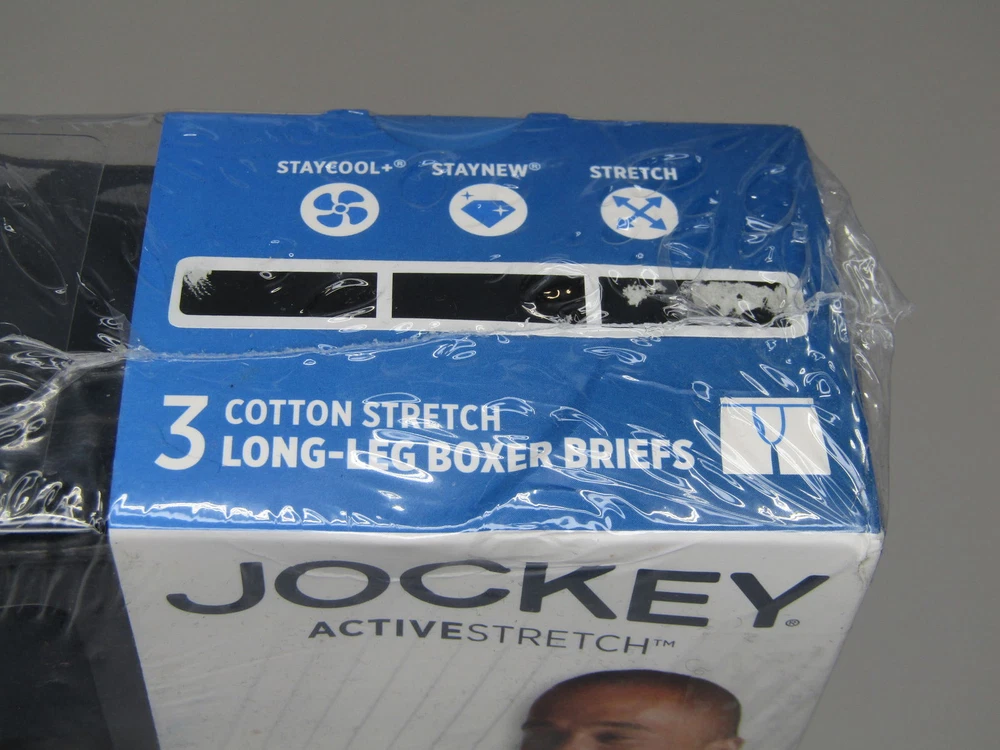 STAYCOOL+® STAYNEW® STRETCH
3 COTTON STRETCH
LONG-LEG BOXER BRIEFS
JOCKEY®
ACTIVESTRETCH™